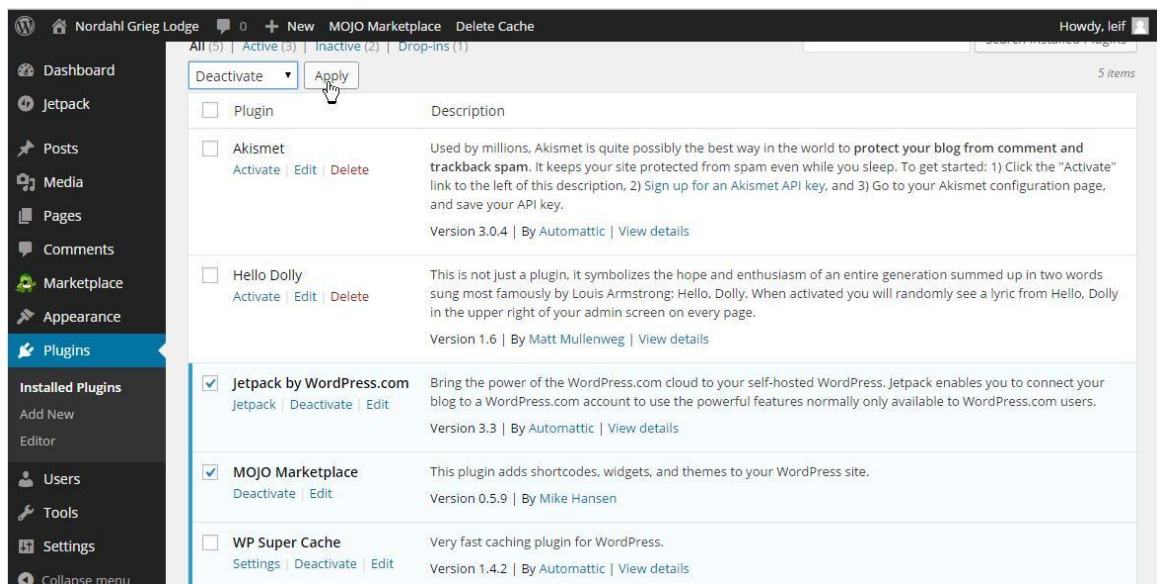 Nordahl Grieg Lodge 0 + New MOJO Marketplace Delete Cache Howdy, leif
All (5) | Active (3) | Inactive (2) | Drop-ins (1) Search Installed Plugins
Deactivate Apply 5 items
Dashboard
Jetpack
Posts
Media
Pages
Comments
Marketplace
Appearance
Plugins
Installed Plugins
Add New
Editor
Users
Tools
Settings
Collapse menu
Plugin Description
Akismet
Activate | Edit | Delete
Used by millions, Akismet is quite possibly the best way in the world to protect your blog from comment and
trackback spam. It keeps your site protected from spam even while you sleep. To get started: 1) Click the "Activate"
link to the left of this description, 2) Sign up for an Akismet API key, and 3) Go to your Akismet configuration page,
and save your API key.
Version 3.0.4 | By Automattic | View details
Hello Dolly
Activate | Edit | Delete
This is not just a plugin, it symbolizes the hope and enthusiasm of an entire generation summed up in two words
sung most famously by Louis Armstrong: Hello, Dolly. When activated you will randomly see a lyric from Hello, Dolly
in the upper right of your admin screen on every page.
Version 1.6 | By Matt Mullenweg | View details
Jetpack by WordPress.com
Jetpack | Deactivate | Edit
Bring the power of the WordPress.com cloud to your self-hosted WordPress. Jetpack enables you to connect your
blog to a WordPress.com account to use the powerful features normally only available to WordPress.com users.
Version 3.3 | By Automattic | View details
MOJO Marketplace
Deactivate | Edit
This plugin adds shortcodes, widgets, and themes to your WordPress site.
Version 0.5.9 | By Mike Hansen
WP Super Cache
Settings | Deactivate | Edit
Very fast caching plugin for WordPress.
Version 1.4.2 | By Automattic | View details